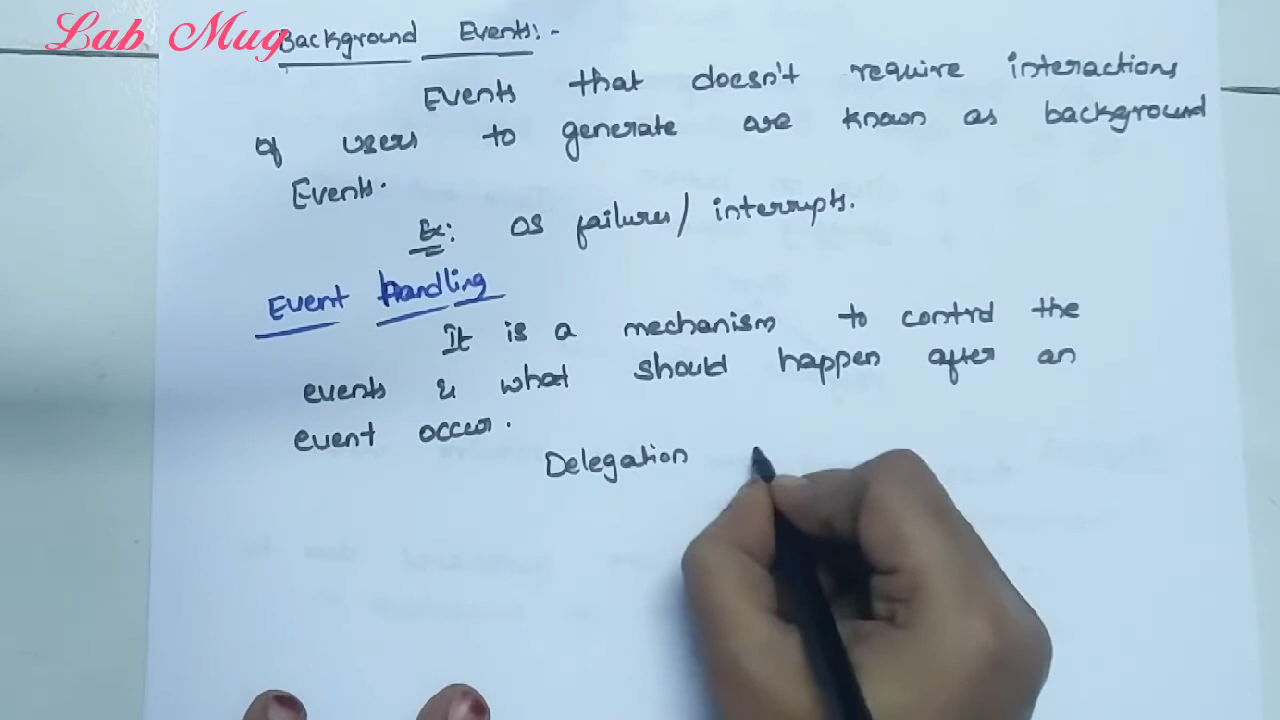 Lab Mug
Background Events:-
Events that doesn't require interactions
of users to generate are known as background
Events.
Ex: OS failures/ interrupts.
Event Handling
It is a mechanism to control the
events & what should happen after an
event occur.
Delegation